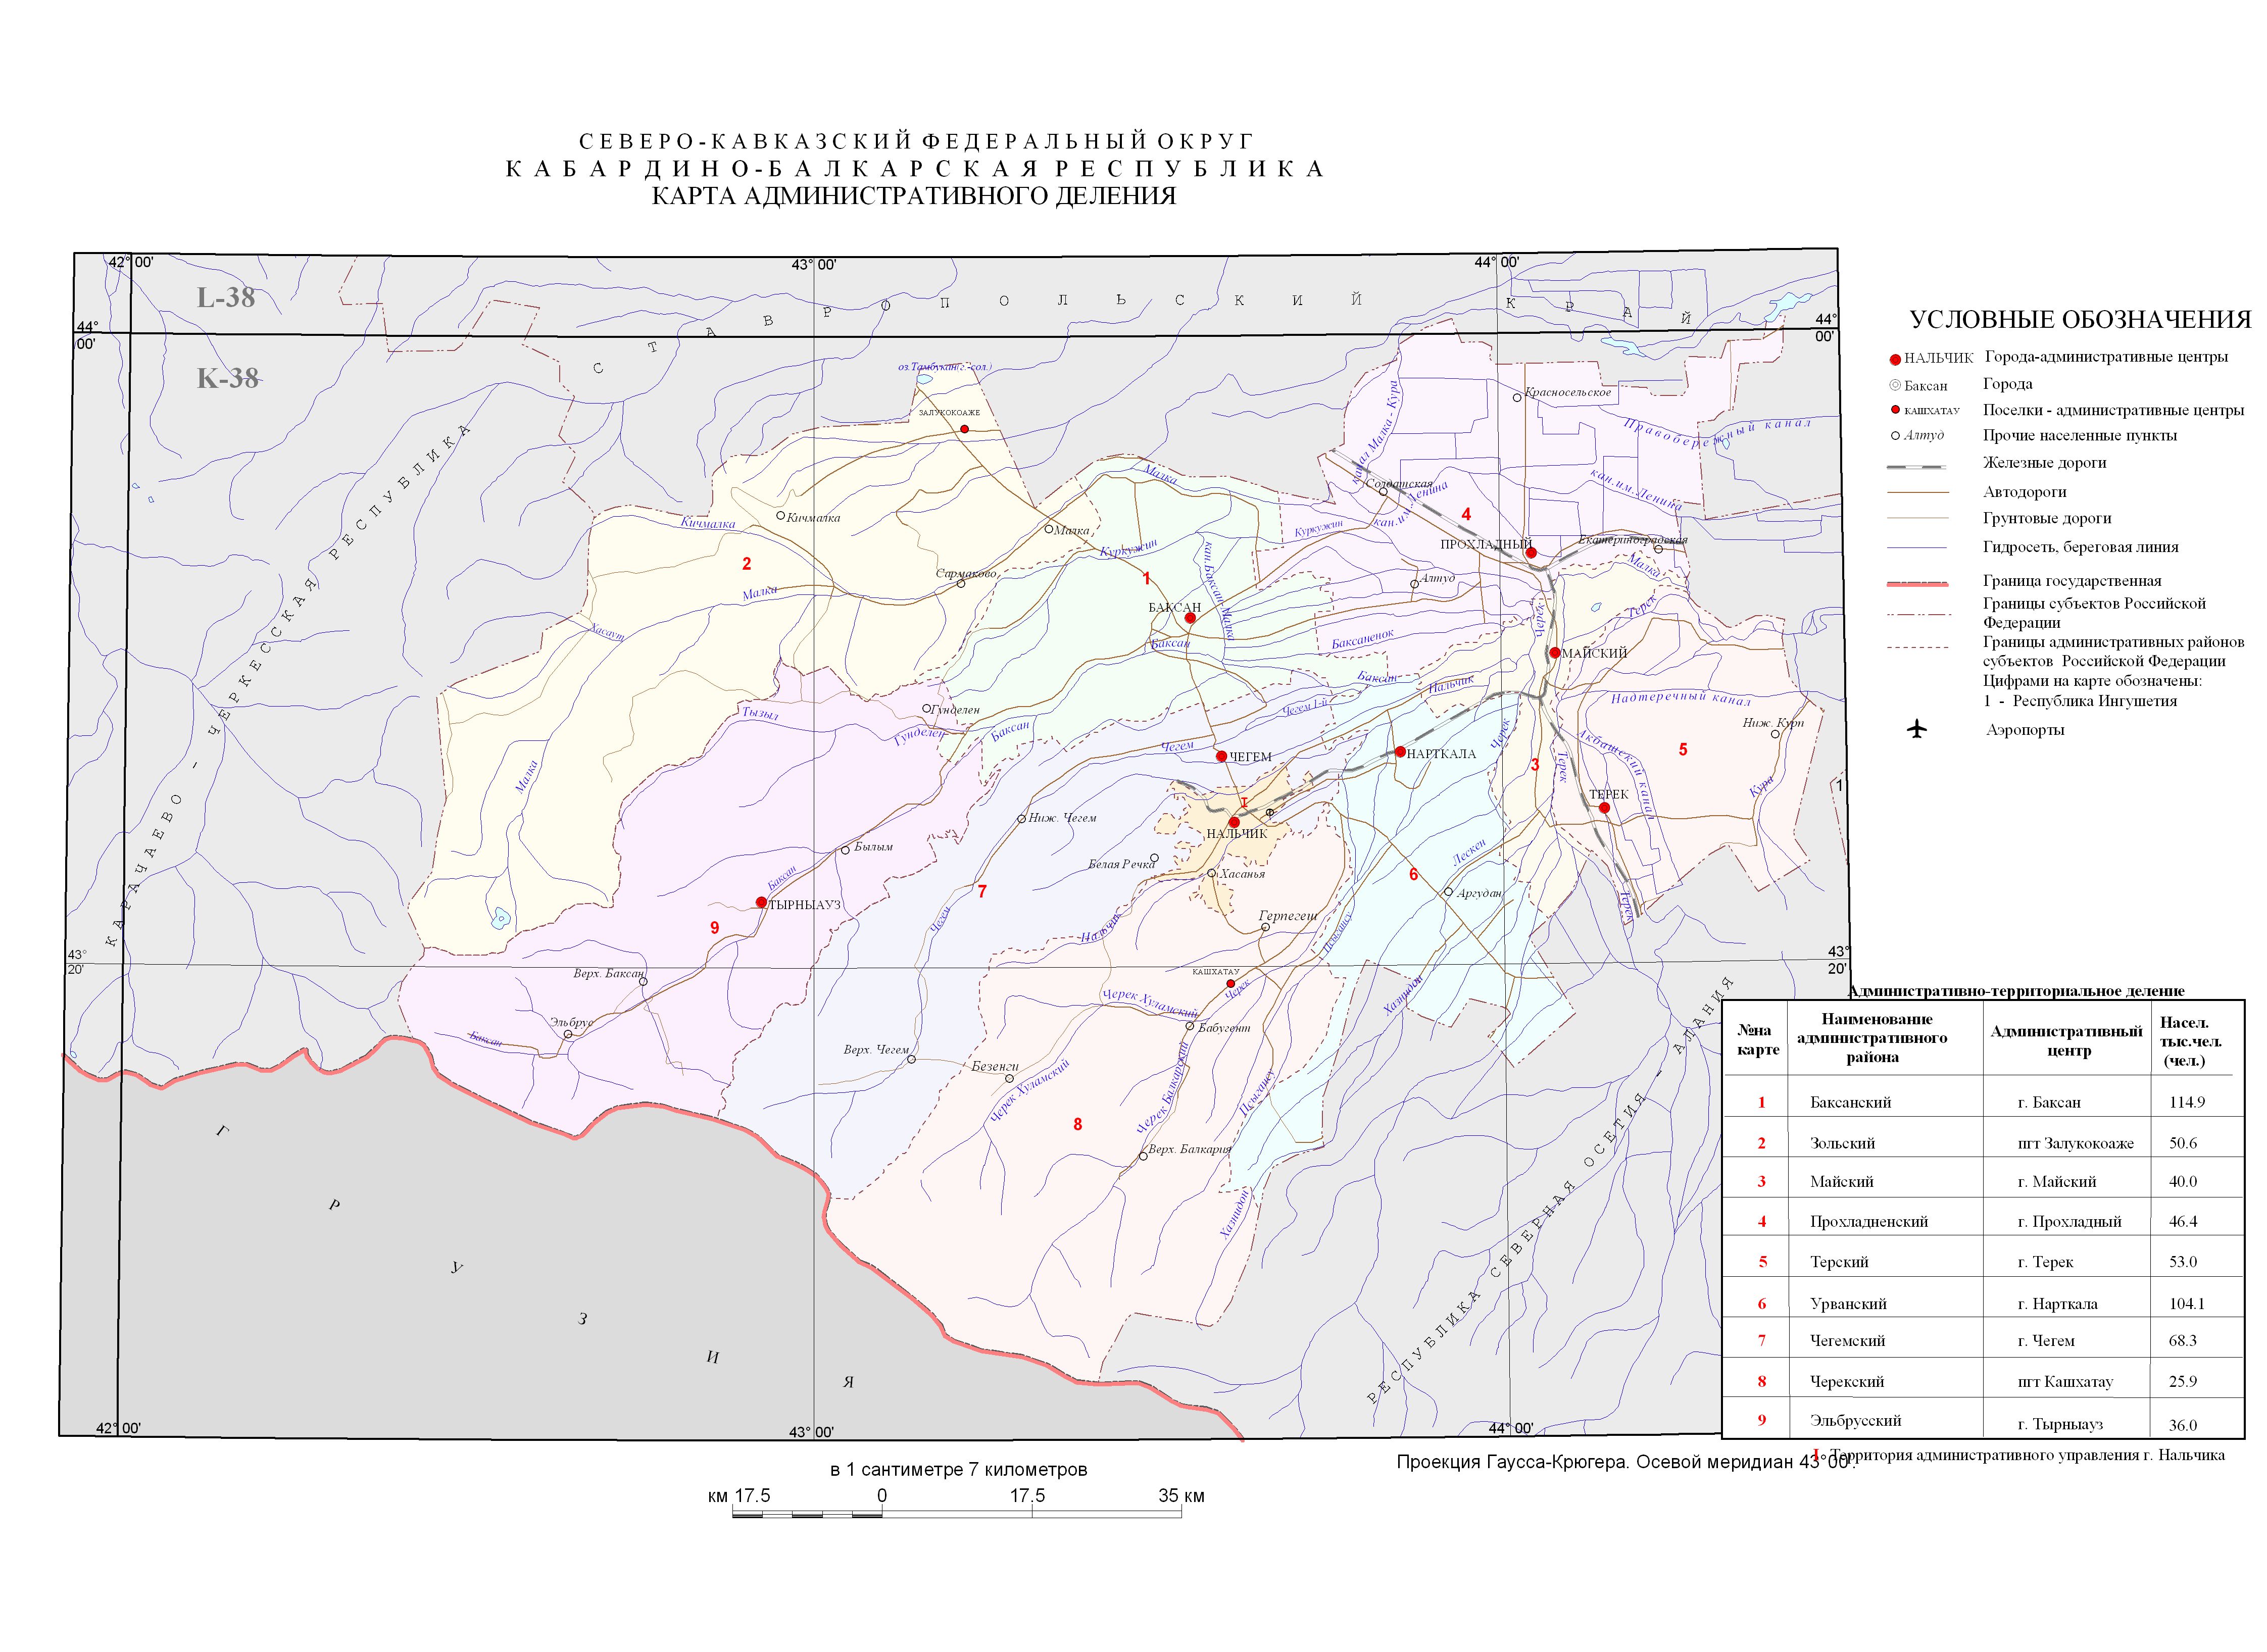 СЕВЕРО-КАВКАЗСКИЙ ФЕДЕРАЛЬНЫЙ ОКРУГ
КАБАРДИНО-БАЛКАРСКАЯ РЕСПУБЛИКА
КАРТА АДМИНИСТРАТИВНОГО ДЕЛЕНИЯ
42° 00'
43° 00'
44° 00'
L-38
СТАВРОПОЛЬСКИЙ КРАЙ
44°
00'
44°
00'
K-38
оз.Тамбукан(г.-сол.)
ЗАЛУКОКОАЖЕ
Красносельское
канал Малка - Кура
Правобережный канал
КАРАЧАЕВО - ЧЕРКЕССКАЯ РЕСПУБЛИКА
Малка
Солдатская
кан.им.Ленина
кан.им.Ленина
4
Кичмалка
Кичмалка
Малка
Куркужин
Куркужин
ПРОХЛАДНЫЙ
Екатериноградская
2
Сармаково
1
кан.Баксан-Малка
Алтуд
Малка
Малка
БАКСАН
Терек
Черек
Хасаут
Баксан
Баксаненок
МАЙСКИЙ
Баксан
Нальчик
Надтеречный канал
Тызыл
Гунделен
Гунделен
Баксан
Чегем I-й
Ниж. Курп
Чегем
ЧЕГЕМ
НАРТКАЛА
Черек
Акбашский канал
5
Малка
3
Терек
Кура
1
I
ТЕРЕК
Ниж. Чегем
НАЛЬЧИК
Былым
Белая Речка
Хасанья
Лескен
6
Аргудан
Баксан
7
ТЫРНЫАУЗ
9
Чегем
Нальчик
Герпегеш
Псыгансу
Терек
43°
20'
43°
20'
Верх. Баксан
КАШХАТАУ
Черек
Хазнидон
Черек Хуламский
Эльбрус
Бабугент
Баксан
Верх. Чегем
Безенги
Черек Хуламский
Черек Балкарский
Псыгансу
8
Верх. Балкария
Хазнидон
РЕСПУБЛИКА СЕВЕРНАЯ ОСЕТИЯ - АЛАНИЯ
ГРУЗИЯ
42° 00'
43° 00'
44° 00'
в 1 сантиметре 7 километров
км 17.5 0 17.5 35 км
Проекция Гаусса-Крюгера. Осевой меридиан 43°00'.
УСЛОВНЫЕ ОБОЗНАЧЕНИЯ
НАЛЬЧИК Города-административные центры
Баксан Города
КАШХАТАУ Поселки - административные центры
Алтуд Прочие населенные пункты
Железные дороги
Автодороги
Грунтовые дороги
Гидросеть, береговая линия
Граница государственная
Границы субъектов Российской
Федерации
Границы административных районов
субъектов Российской Федерации
Цифрами на карте обозначены:
1 - Республика Ингушетия
Аэропорты
Административно-территориальное деление
№на карте Наименование административного района Административный центр Насел. тыс.чел. (чел.)
1 Баксанский г. Баксан 114.9
2 Зольский пгт Залукокоаже 50.6
3 Майский г. Майский 40.0
4 Прохладненский г. Прохладный 46.4
5 Терский г. Терек 53.0
6 Урванский г. Нарткала 104.1
7 Чегемский г. Чегем 68.3
8 Черекский пгт Кашхатау 25.9
9 Эльбрусский г. Тырныауз 36.0
I Территория административного управления г. Нальчика